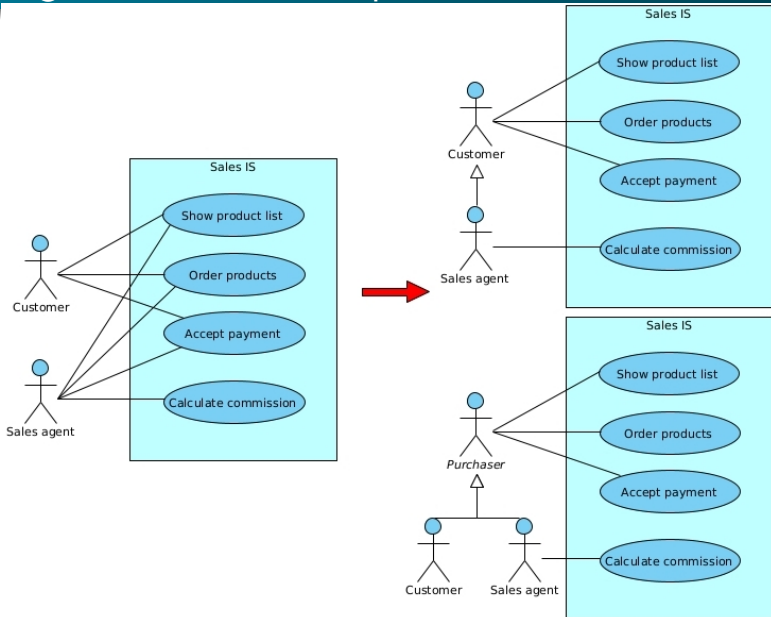 Sales IS
Show product list
Order products
Accept payment
Calculate commission
Customer
Sales agent
Sales IS
Show product list
Order products
Accept payment
Calculate commission
Customer
Sales agent
Sales IS
Show product list
Order products
Accept payment
Calculate commission
Purchaser
Customer
Sales agent